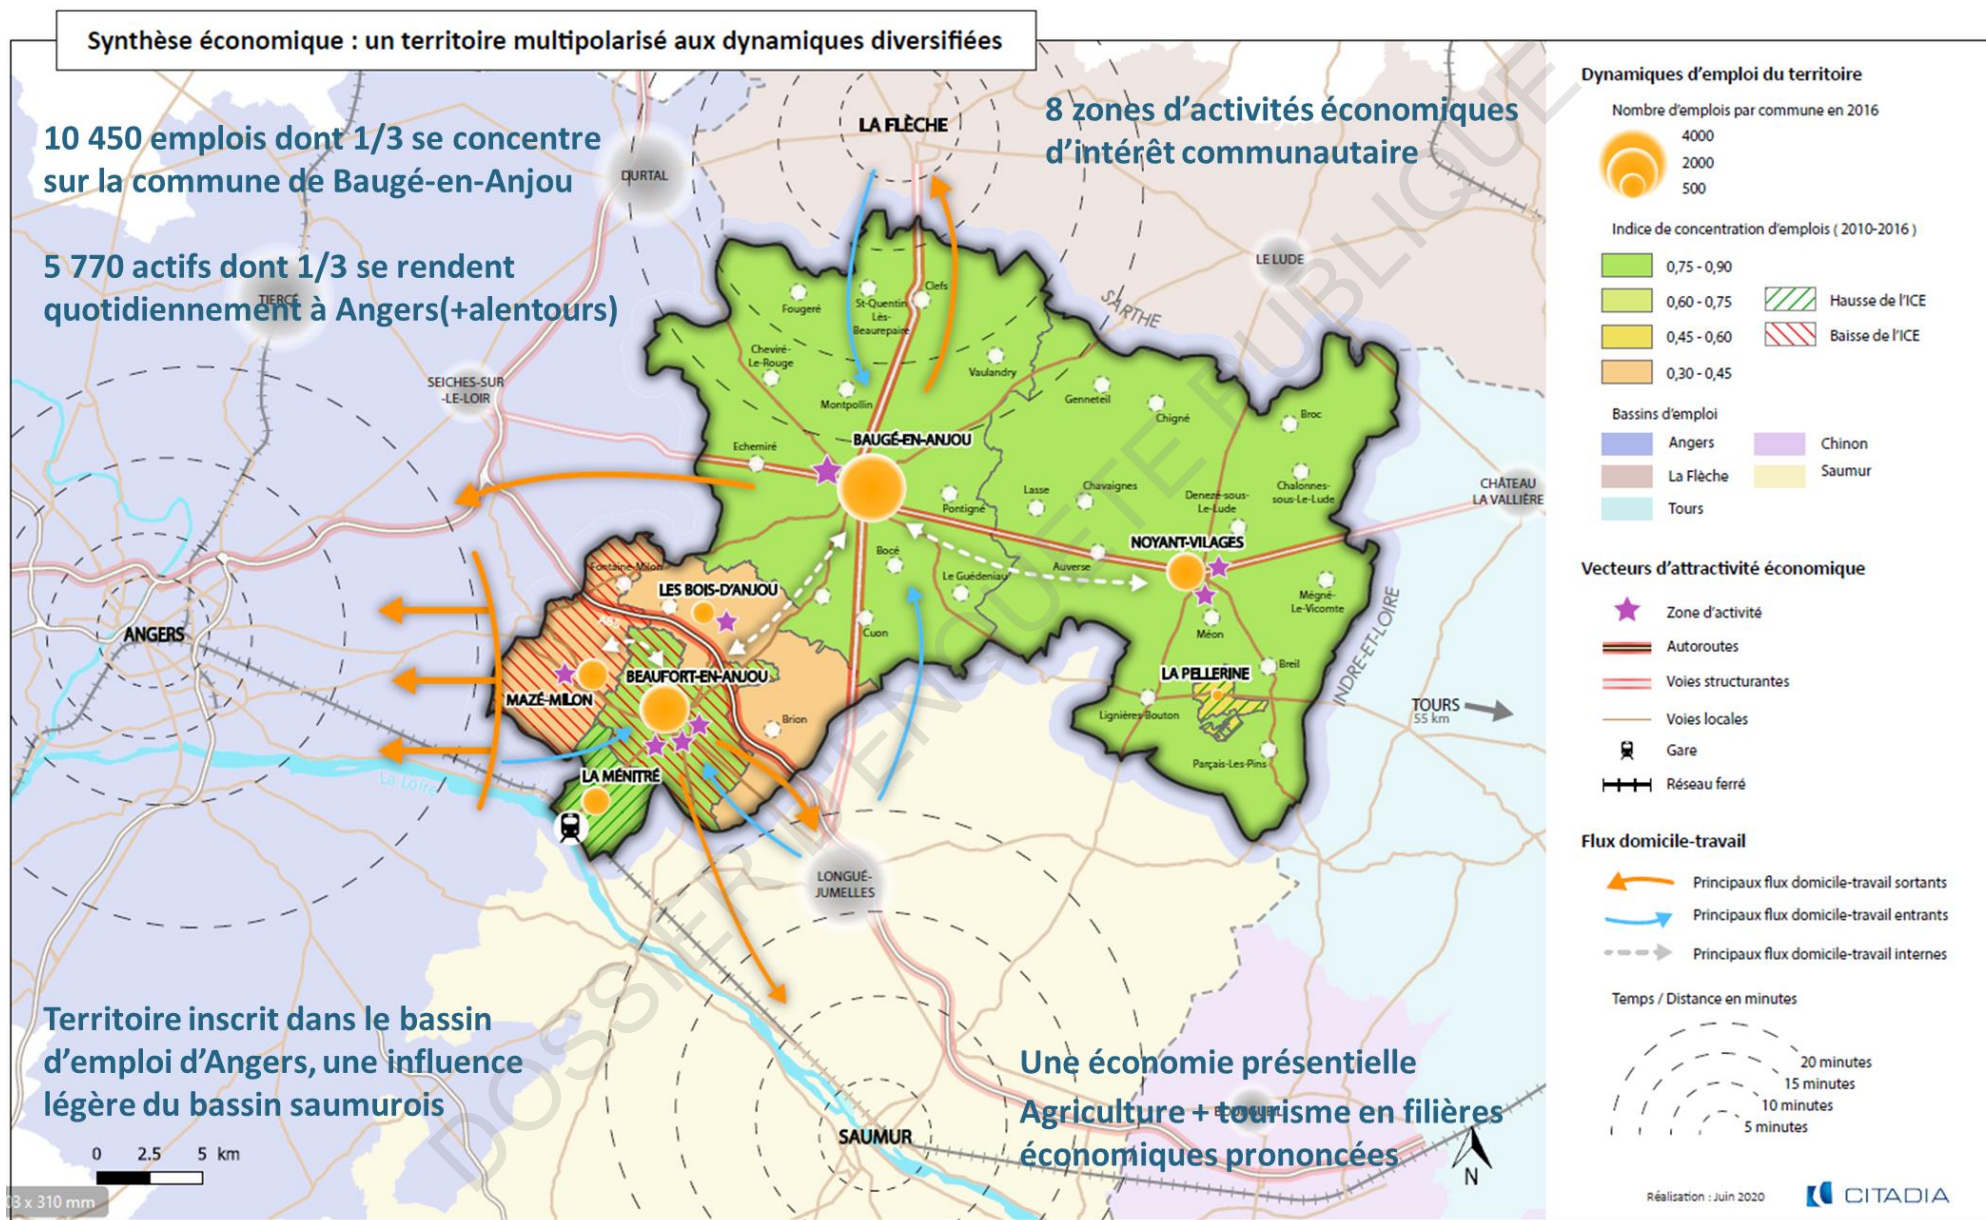 Synthèse économique : un territoire multipolarisé aux dynamiques diversifiées
10 450 emplois dont 1/3 se concentre
sur la commune de Baugé-en-Anjou
5 770 actifs dont 1/3 se rendent
quotidiennement à Angers(+alentours)
8 zones d'activités économiques
d'intérêt communautaire
Territoire inscrit dans le bassin
d'emploi d'Angers, une influence
légère du bassin saumurois
Une économie présentielle
Agriculture + tourisme en filières
économiques prononcées
LA FLÈCHE
DURTAL
TIERCÉ
LE LUDE
SARTHE
SEICHES-SUR
-LE-LOIR
Fougeré
St-Quentin
Lès-
Beaurepaire
Clefs
Cheviré-
Le-Rouge
Vaulandry
Montpollin
Genneteil
Chigné
Broc
BAUGÉ-EN-ANJOU
Echemiré
Pontigné
Lasse
Chavaignes
Denezé-sous-
Le-Lude
Chalonnes-
sous-Le-Lude
CHÂTEAU
LA VALLIÈRE
NOYANT-VILAGES
Bocé
Auverse
Le Guédeniau
Mégné-
Le-Vicomte
Fontaine-Milon
LES BOIS-D'ANJOU
A85
Cuon
Méon
INDRE-ET-LOIRE
ANGERS
MAZÉ-MILON
BEAUFORT-EN-ANJOU
Brion
LA PELLERINE
Breil
Lignières-Bouton
TOURS
55 km
Parçais-Les-Pins
LA MÉNITRÉ
La Loire
LONGUÉ-
JUMELLES
SAUMUR
BOURGUEIL
0 2.5 5 km
03 x 310 mm
N
DOSSIER D'ENQUETE PUBLIQUE
Dynamiques d'emploi du territoire
Nombre d'emplois par commune en 2016
4000
2000
500
Indice de concentration d'emplois ( 2010-2016 )
0,75 - 0,90
0,60 - 0,75
Hausse de l'ICE
0,45 - 0,60
Baisse de l'ICE
0,30 - 0,45
Bassins d'emploi
Angers
Chinon
La Flèche
Saumur
Tours
Vecteurs d'attractivité économique
Zone d'activité
Autoroutes
Voies structurantes
Voies locales
Gare
Réseau ferré
Flux domicile-travail
Principaux flux domicile-travail sortants
Principaux flux domicile-travail entrants
Principaux flux domicile-travail internes
Temps / Distance en minutes
20 minutes
15 minutes
10 minutes
5 minutes
Réalisation : Juin 2020
CITADIA